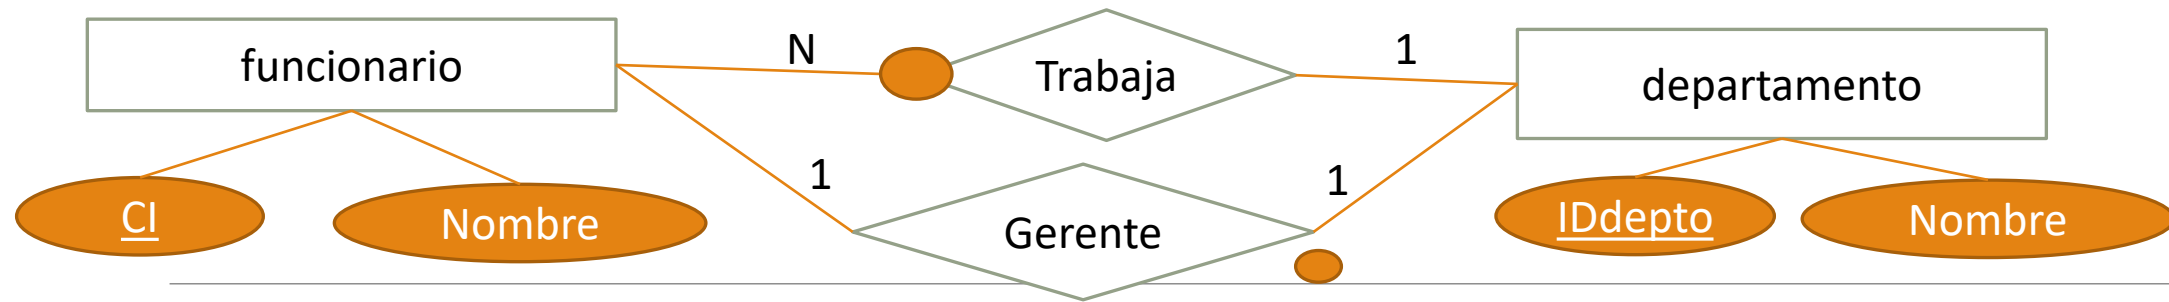 funcionario
N
Trabaja
1
departamento
CI
Nombre
1
Gerente
1
IDdepto
Nombre